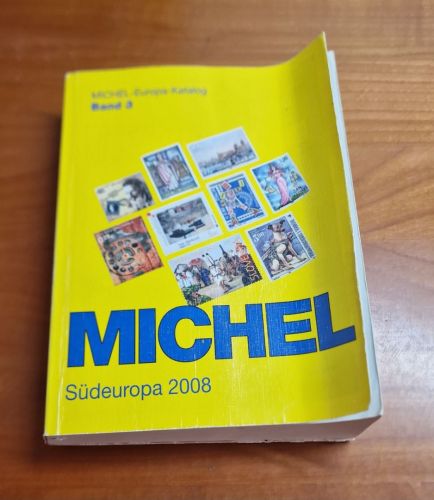 MICHEL-Europa-Katalog
Band 3
MICHEL
Südeuropa 2008